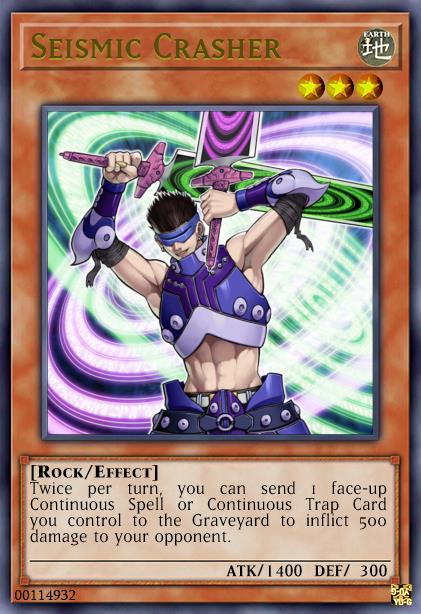 Seismic Crasher
EARTH
地
[Rock/Effect]
Twice per turn, you can send 1 face-up
Continuous Spell or Continuous Trap Card
you control to the Graveyard to inflict 500
damage to your opponent.
ATK/1400 DEF/ 300
00114932